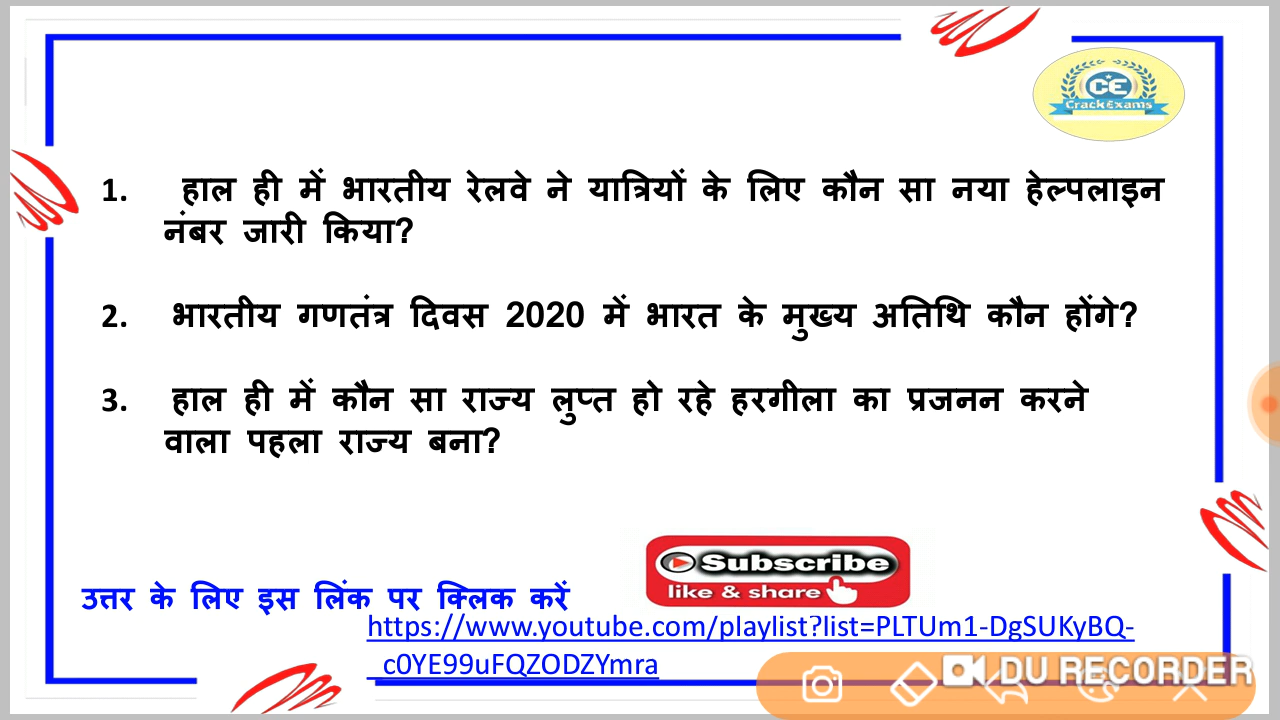 CE
CrackExams
1. हाल ही में भारतीय रेलवे ने यात्रियों के लिए कौन सा नया हेल्पलाइन
नंबर जारी किया?
2. भारतीय गणतंत्र दिवस 2020 में भारत के मुख्य अतिथि कौन होंगे?
3. हाल ही में कौन सा राज्य लुप्त हो रहे हरगीला का प्रजनन करने
वाला पहला राज्य बना?
Subscribe
like & share
उत्तर के लिए इस लिंक पर क्लिक करें
https://www.youtube.com/playlist?list=PLTUm1-DgSUKyBQ-
_c0YE99uFQZODZYmra
DU RECORDER